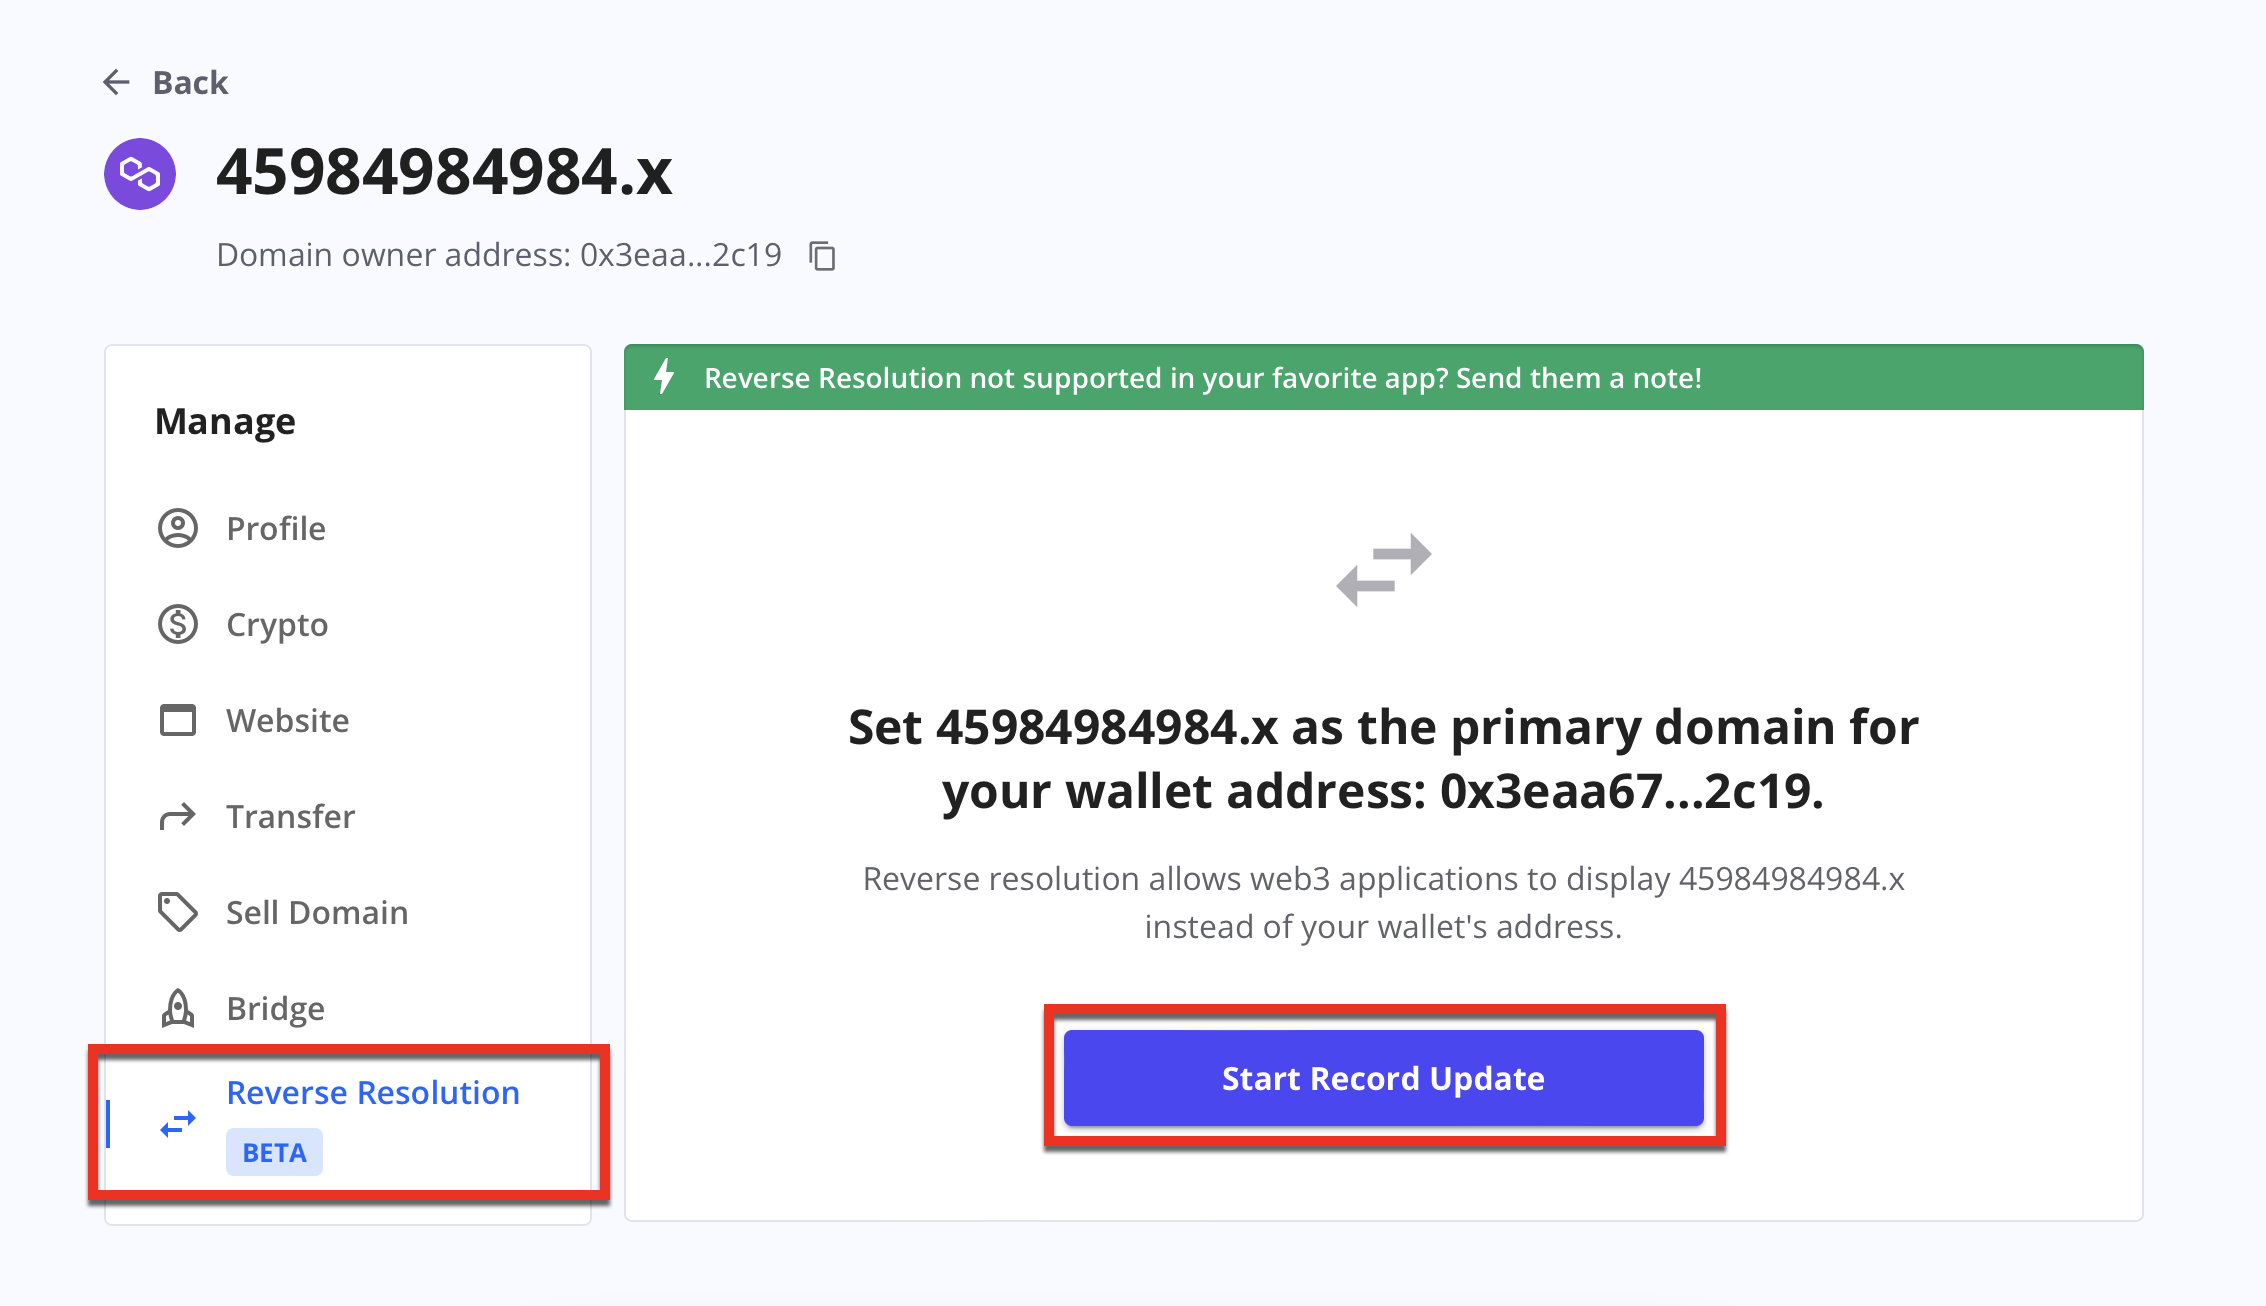 Back
45984984984.x
Domain owner address: 0x3eaa...2c19
Manage
Profile
Crypto
Website
Transfer
Sell Domain
Bridge
Reverse Resolution
BETA
Reverse Resolution not supported in your favorite app? Send them a note!
Set 45984984984.x as the primary domain for
your wallet address: 0x3eaa67...2c19.
Reverse resolution allows web3 applications to display 45984984984.x
instead of your wallet's address.
Start Record Update